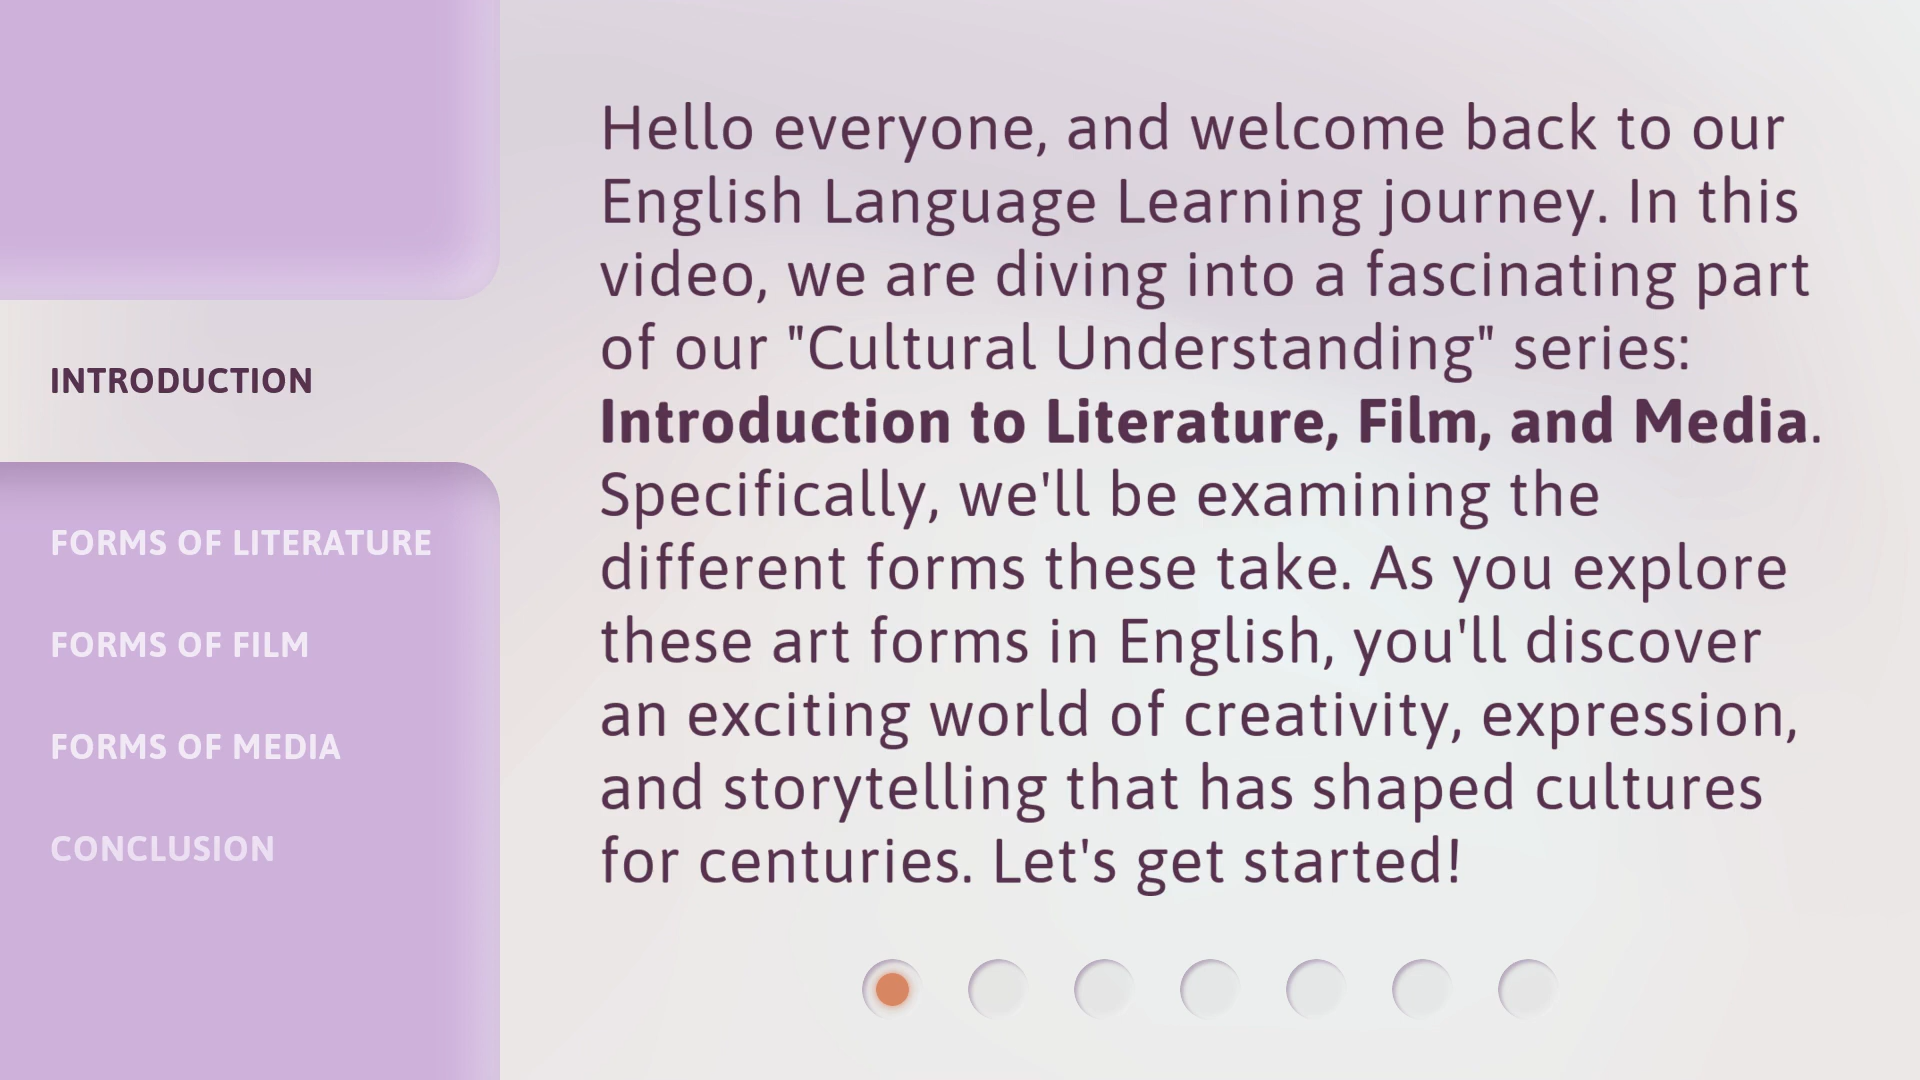 INTRODUCTION
FORMS OF LITERATURE
FORMS OF FILM
FORMS OF MEDIA
CONCLUSION
Hello everyone, and welcome back to our
English Language Learning journey. In this
video, we are diving into a fascinating part
of our "Cultural Understanding" series:
Introduction to Literature, Film, and Media.
Specifically, we'll be examining the
different forms these take. As you explore
these art forms in English, you'll discover
an exciting world of creativity, expression,
and storytelling that has shaped cultures
for centuries. Let's get started!